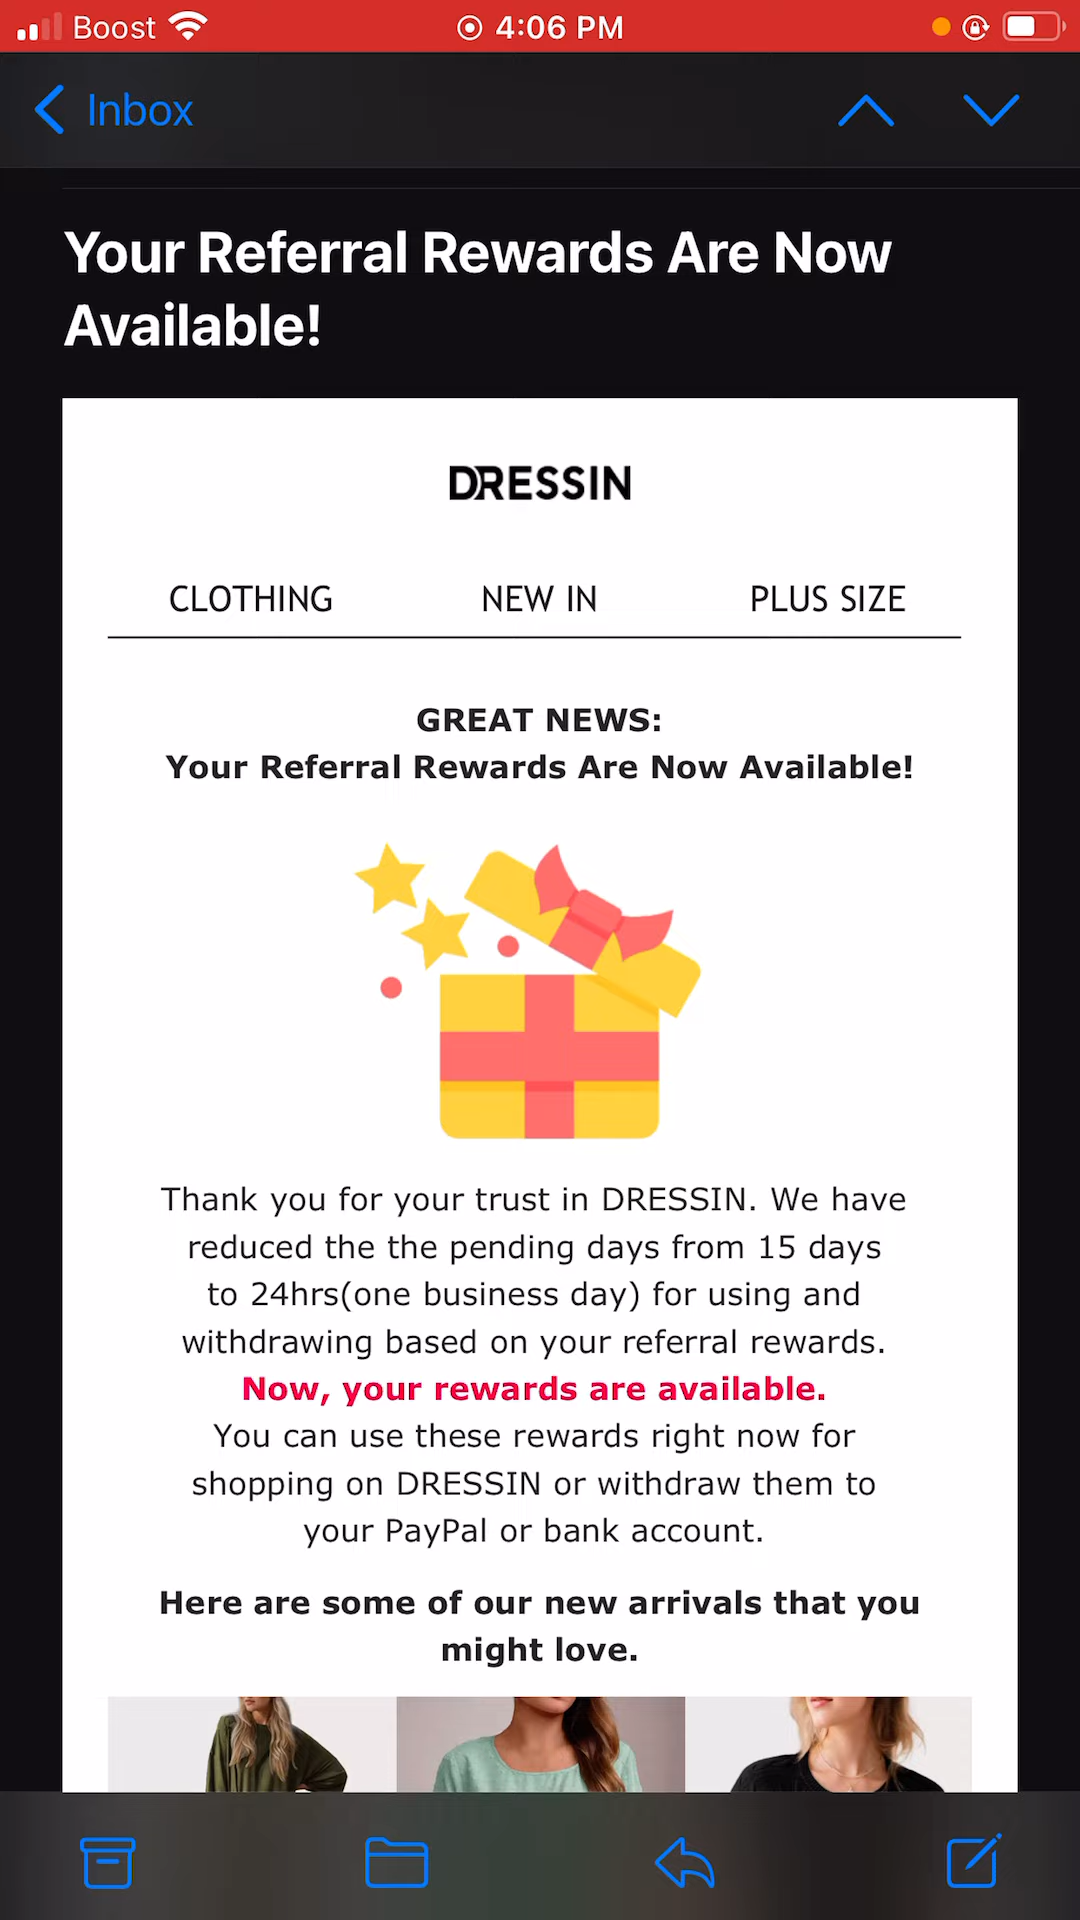 Boost 4:06 PM
Inbox
Your Referral Rewards Are Now
Available!
DRESSIN
CLOTHING NEW IN PLUS SIZE
GREAT NEWS:
Your Referral Rewards Are Now Available!
Thank you for your trust in DRESSIN. We have
reduced the the pending days from 15 days
to 24hrs(one business day) for using and
withdrawing based on your referral rewards.
Now, your rewards are available.
You can use these rewards right now for
shopping on DRESSIN or withdraw them to
your PayPal or bank account.
Here are some of our new arrivals that you
might love.